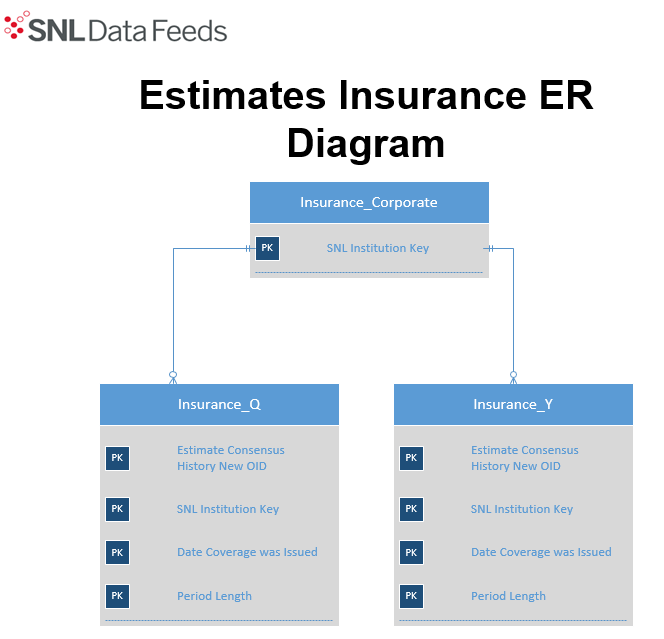 SNL Data Feeds
Estimates Insurance ER
Diagram
Insurance_Corporate
PK
SNL Institution Key
Insurance_Q
PK
Estimate Consensus
History New OID
PK
SNL Institution Key
PK
Date Coverage was Issued
PK
Period Length
Insurance_Y
PK
Estimate Consensus
History New OID
PK
SNL Institution Key
PK
Date Coverage was Issued
PK
Period Length